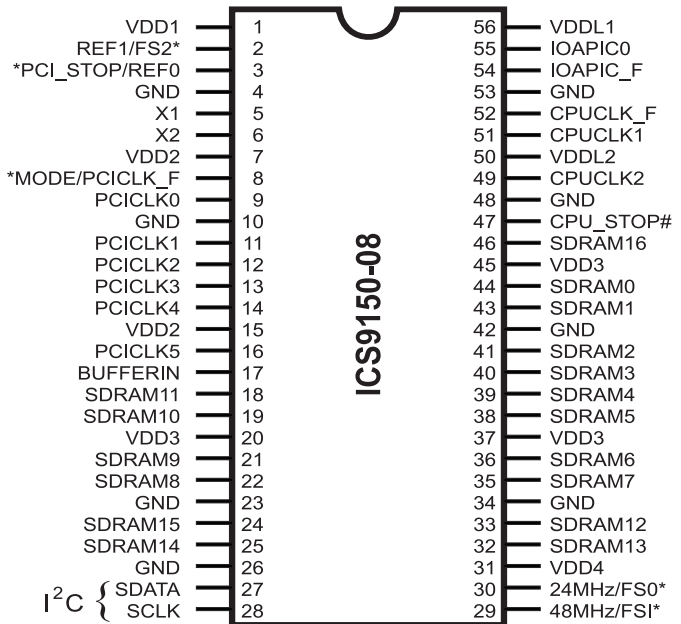 VDD1 1 56 VDDL1
REF1/FS2* 2 55 IOAPIC0
*PCI_STOP/REF0 3 54 IOAPIC_F
GND 4 53 GND
X1 5 52 CPUCLK_F
X2 6 51 CPUCLK1
VDD2 7 50 VDDL2
*MODE/PCICLK_F 8 49 CPUCLK2
PCICLK0 9 48 GND
GND 10 47 CPU_STOP#
PCICLK1 11 46 SDRAM16
PCICLK2 12 45 VDD3
PCICLK3 13 44 SDRAM0
PCICLK4 14 43 SDRAM1
VDD2 15 42 GND
PCICLK5 16 41 SDRAM2
BUFFERIN 17 40 SDRAM3
SDRAM11 18 39 SDRAM4
SDRAM10 19 38 SDRAM5
VDD3 20 37 VDD3
SDRAM9 21 36 SDRAM6
SDRAM8 22 35 SDRAM7
GND 23 34 GND
SDRAM15 24 33 SDRAM12
SDRAM14 25 32 SDRAM13
GND 26 31 VDD4
SDATA 27 30 24MHz/FS0*
I²C {
SCLK 28 29 48MHz/FSI*
ICS9150-08